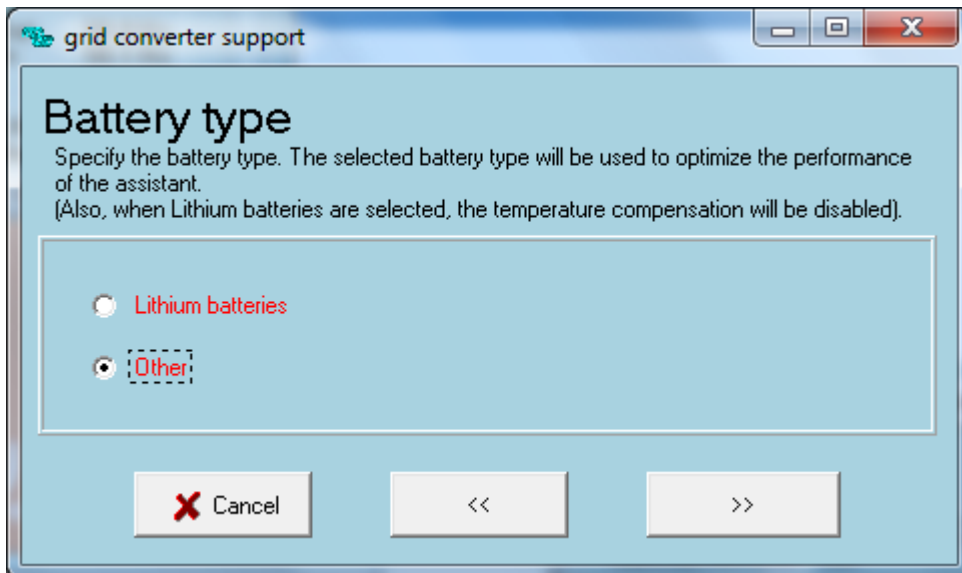 grid converter support
Battery type
Specify the battery type. The selected battery type will be used to optimize the performance
of the assistant.
(Also, when Lithium batteries are selected, the temperature compensation will be disabled).
Lithium batteries
Other
Cancel
<<
>>